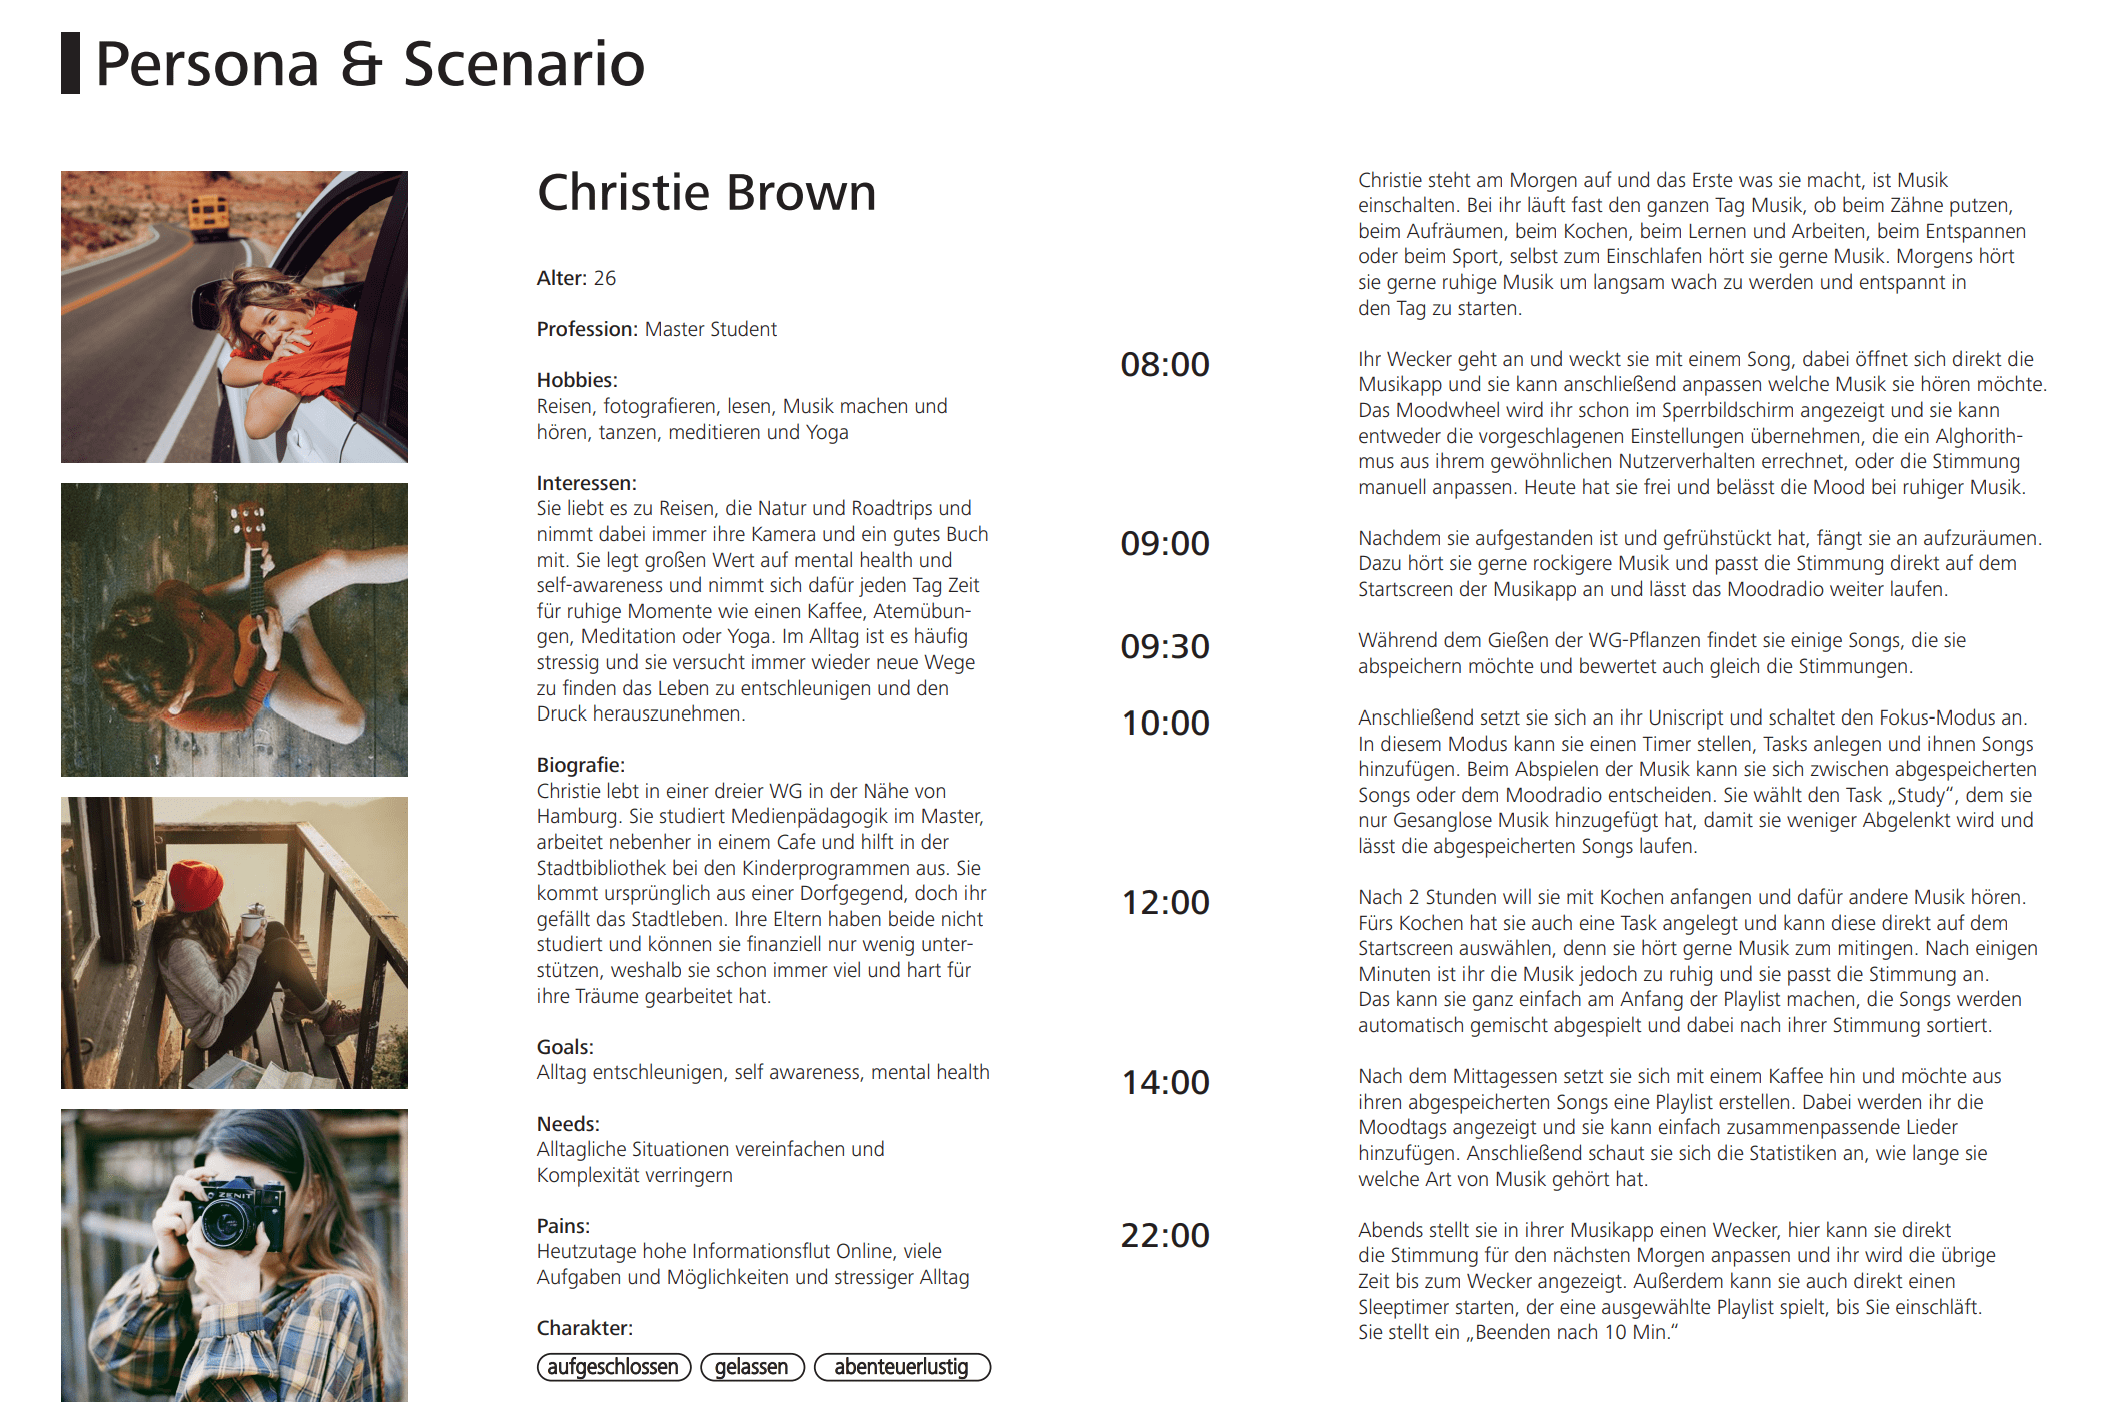 Persona & Scenario
Christie Brown
Alter: 26
Profession: Master Student
Hobbies:
Reisen, fotografieren, lesen, Musik machen und
hören, tanzen, meditieren und Yoga
Interessen:
Sie liebt es zu Reisen, die Natur und Roadtrips und
nimmt dabei immer ihre Kamera und ein gutes Buch
mit. Sie legt großen Wert auf mental health und
self-awareness und nimmt sich dafür jeden Tag Zeit
für ruhige Momente wie einen Kaffee, Atemübun-
gen, Meditation oder Yoga. Im Alltag ist es häufig
stressig und sie versucht immer wieder neue Wege
zu finden das Leben zu entschleunigen und den
Druck herauszunehmen.
Biografie:
Christie lebt in einer dreier WG in der Nähe von
Hamburg. Sie studiert Medienpädagogik im Master,
arbeitet nebenher in einem Cafe und hilft in der
Stadtbibliothek bei den Kinderprogrammen aus. Sie
kommt ursprünglich aus einer Dorfgegend, doch ihr
gefällt das Stadtleben. Ihre Eltern haben beide nicht
studiert und können sie finanziell nur wenig unter-
stützen, weshalb sie schon immer viel und hart für
ihre Träume gearbeitet hat.
Goals:
Alltag entschleunigen, self awareness, mental health
Needs:
Alltagliche Situationen vereinfachen und
Komplexität verringern
Pains:
Heutzutage hohe Informationsflut Online, viele
Aufgaben und Möglichkeiten und stressiger Alltag
Charakter:
aufgeschlossen gelassen abenteuerlustig
ZENIT
Christie steht am Morgen auf und das Erste was sie macht, ist Musik
einschalten. Bei ihr läuft fast den ganzen Tag Musik, ob beim Zähne putzen,
beim Aufräumen, beim Kochen, beim Lernen und Arbeiten, beim Entspannen
oder beim Sport, selbst zum Einschlafen hört sie gerne Musik. Morgens hört
sie gerne ruhige Musik um langsam wach zu werden und entspannt in
den Tag zu starten.
08:00
Ihr Wecker geht an und weckt sie mit einem Song, dabei öffnet sich direkt die
Musikapp und sie kann anschließend anpassen welche Musik sie hören möchte.
Das Moodwheel wird ihr schon im Sperrbildschirm angezeigt und sie kann
entweder die vorgeschlagenen Einstellungen übernehmen, die ein Alghorith-
mus aus ihrem gewöhnlichen Nutzerverhalten errechnet, oder die Stimmung
manuell anpassen. Heute hat sie frei und belässt die Mood bei ruhiger Musik.
09:00
Nachdem sie aufgestanden ist und gefrühstückt hat, fängt sie an aufzuräumen.
Dazu hört sie gerne rockigere Musik und passt die Stimmung direkt auf dem
Startscreen der Musikapp an und lässt das Moodradio weiter laufen.
09:30
Während dem Gießen der WG-Pflanzen findet sie einige Songs, die sie
abspeichern möchte und bewertet auch gleich die Stimmungen.
10:00
Anschließend setzt sie sich an ihr Uniscript und schaltet den Fokus-Modus an.
In diesem Modus kann sie einen Timer stellen, Tasks anlegen und ihnen Songs
hinzufügen. Beim Abspielen der Musik kann sie sich zwischen abgespeicherten
Songs oder dem Moodradio entscheiden. Sie wählt den Task „Study“, dem sie
nur Gesanglose Musik hinzugefügt hat, damit sie weniger Abgelenkt wird und
lässt die abgespeicherten Songs laufen.
12:00
Nach 2 Stunden will sie mit Kochen anfangen und dafür andere Musik hören.
Fürs Kochen hat sie auch eine Task angelegt und kann diese direkt auf dem
Startscreen auswählen, denn sie hört gerne Musik zum mitingen. Nach einigen
Minuten ist ihr die Musik jedoch zu ruhig und sie passt die Stimmung an.
Das kann sie ganz einfach am Anfang der Playlist machen, die Songs werden
automatisch gemischt abgespielt und dabei nach ihrer Stimmung sortiert.
14:00
Nach dem Mittagessen setzt sie sich mit einem Kaffee hin und möchte aus
ihren abgespeicherten Songs eine Playlist erstellen. Dabei werden ihr die
Moodtags angezeigt und sie kann einfach zusammenpassende Lieder
hinzufügen. Anschließend schaut sie sich die Statistiken an, wie lange sie
welche Art von Musik gehört hat.
22:00
Abends stellt sie in ihrer Musikapp einen Wecker, hier kann sie direkt
die Stimmung für den nächsten Morgen anpassen und ihr wird die übrige
Zeit bis zum Wecker angezeigt. Außerdem kann sie auch direkt einen
Sleeptimer starten, der eine ausgewählte Playlist spielt, bis Sie einschläft.
Sie stellt ein „Beenden nach 10 Min.“